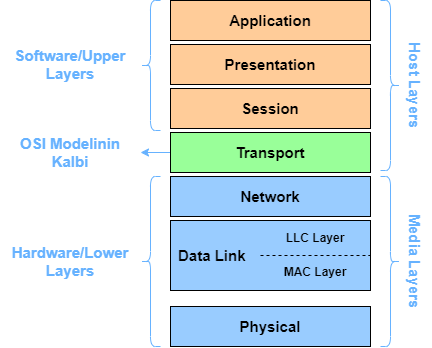 Application
Software/Upper
Layers
Presentation
Session
Host Layers
OSI Modelinin
Kalbi
Transport
Network
Hardware/Lower
Layers
Data Link
LLC Layer
MAC Layer
Media Layers
Physical